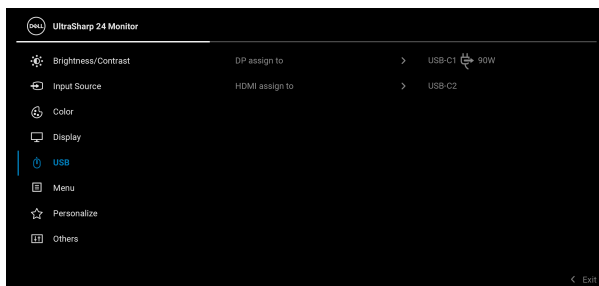 DELL UltraSharp 24 Monitor
Brightness/Contrast DP assign to > USB-C1 90W
Input Source HDMI assign to > USB-C2
Color
Display
USB
Menu
Personalize
Others
< Exit